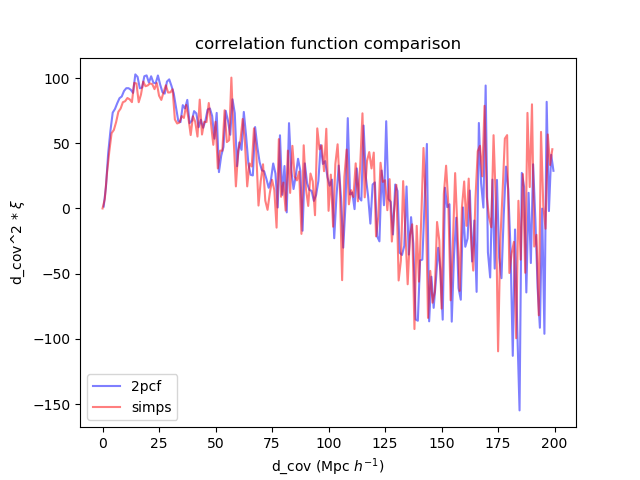 correlation function comparison
100
50
0
−50
−100
−150
d_cov^2 * ξ
2pcf
simps
0 25 50 75 100 125 150 175 200
d_cov (Mpc h⁻¹)